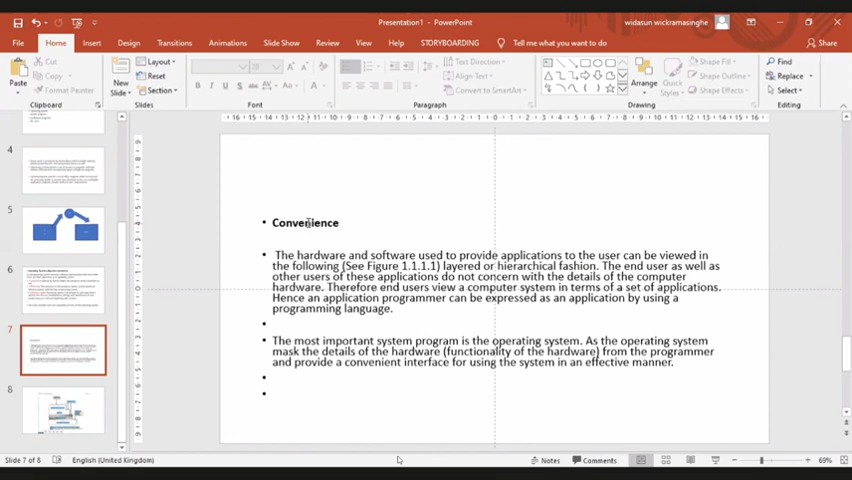 Presentation1 - PowerPoint
widasun wickramasinghe
File Home Insert Design Transitions Animations Slide Show Review View Help STORYBOARDING Tell me what you want to do Share
Paste
Cut
Copy
Format Painter
Clipboard
New
Slide
Layout
Reset
Section
Slides
Font
Text Direction
Align Text
Convert to SmartArt
Paragraph
Arrange
Quick
Styles
Shape Fill
Shape Outline
Shape Effects
Drawing
Find
Replace
Select
Editing
4
5
6
7
8
• Convenience
• The hardware and software used to provide applications to the user can be viewed in
the following (See Figure 1.1.1.1) layered or hierarchical fashion. The end user as well as
other users of these applications do not concern with the details of the computer
hardware. Therefore end users view a computer system in terms of a set of applications.
Hence an application programmer can be expressed as an application by using a
programming language.
•
• The most important system program is the operating system. As the operating system
mask the details of the hardware (functionality of the hardware) from the programmer
and provide a convenient interface for using the system in an effective manner.
•
•
Slide 7 of 8 English (United Kingdom) Notes Comments 69%